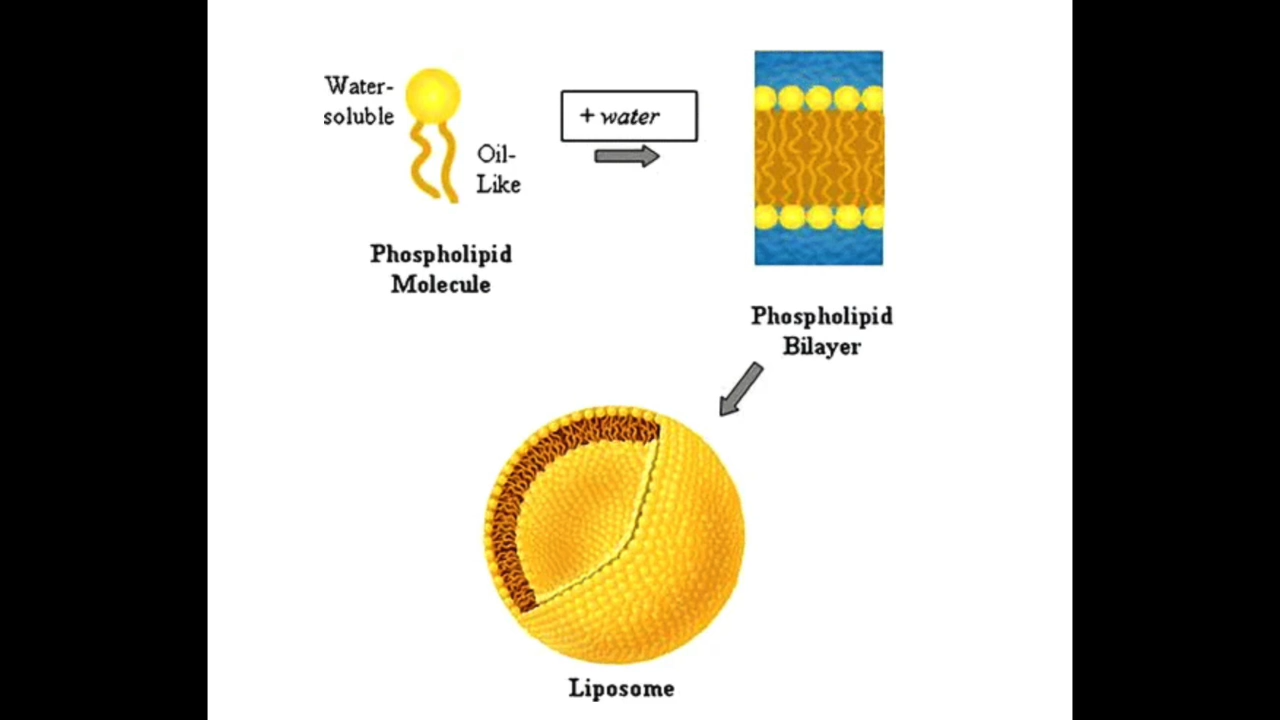 Water-
soluble
Oil-
Like
Phospholipid
Molecule
+ water
Phospholipid
Bilayer
Liposome